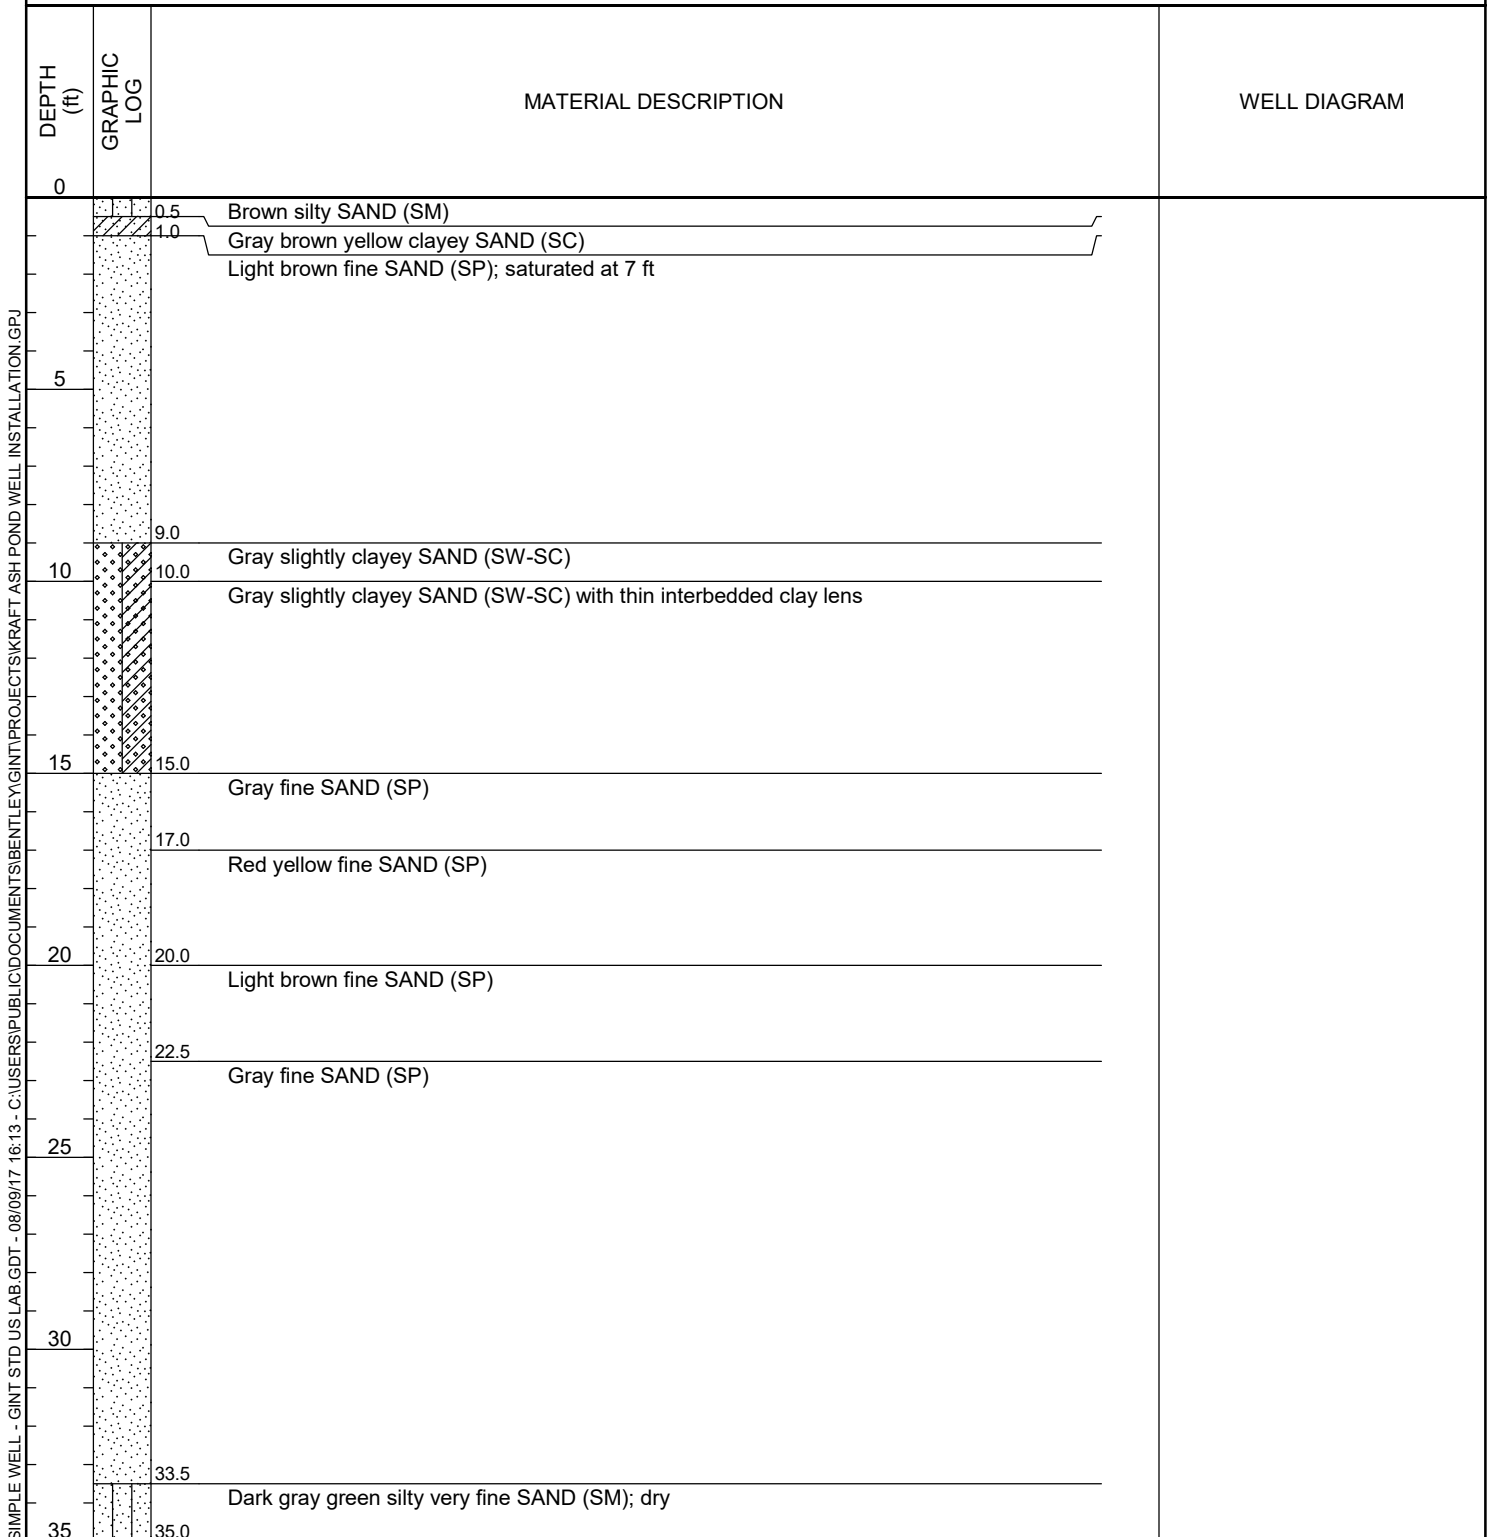 DEPTH
(ft)
GRAPHIC
LOG
MATERIAL DESCRIPTION
WELL DIAGRAM
0
0.5
Brown silty SAND (SM)
1.0
Gray brown yellow clayey SAND (SC)
Light brown fine SAND (SP); saturated at 7 ft
5
9.0
Gray slightly clayey SAND (SW-SC)
10
10.0
Gray slightly clayey SAND (SW-SC) with thin interbedded clay lens
15
15.0
Gray fine SAND (SP)
17.0
Red yellow fine SAND (SP)
20
20.0
Light brown fine SAND (SP)
22.5
Gray fine SAND (SP)
25
30
33.5
Dark gray green silty very fine SAND (SM); dry
35
35.0
SIMPLE WELL - GINT STD US LAB.GDT - 08/09/17 16:13 - C:\USERS\PUBLIC\DOCUMENTS\BENTLEY\GINT\PROJECTS\KRAFT ASH POND WELL INSTALLATION.GPJ